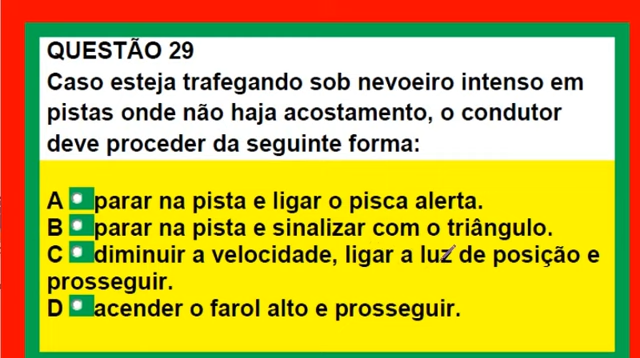 QUESTÃO 29
Caso esteja trafegando sob nevoeiro intenso em
pistas onde não haja acostamento, o condutor
deve proceder da seguinte forma:
A parar na pista e ligar o pisca alerta.
B parar na pista e sinalizar com o triângulo.
C diminuir a velocidade, ligar a luz de posição e
prosseguir.
D acender o farol alto e prosseguir.